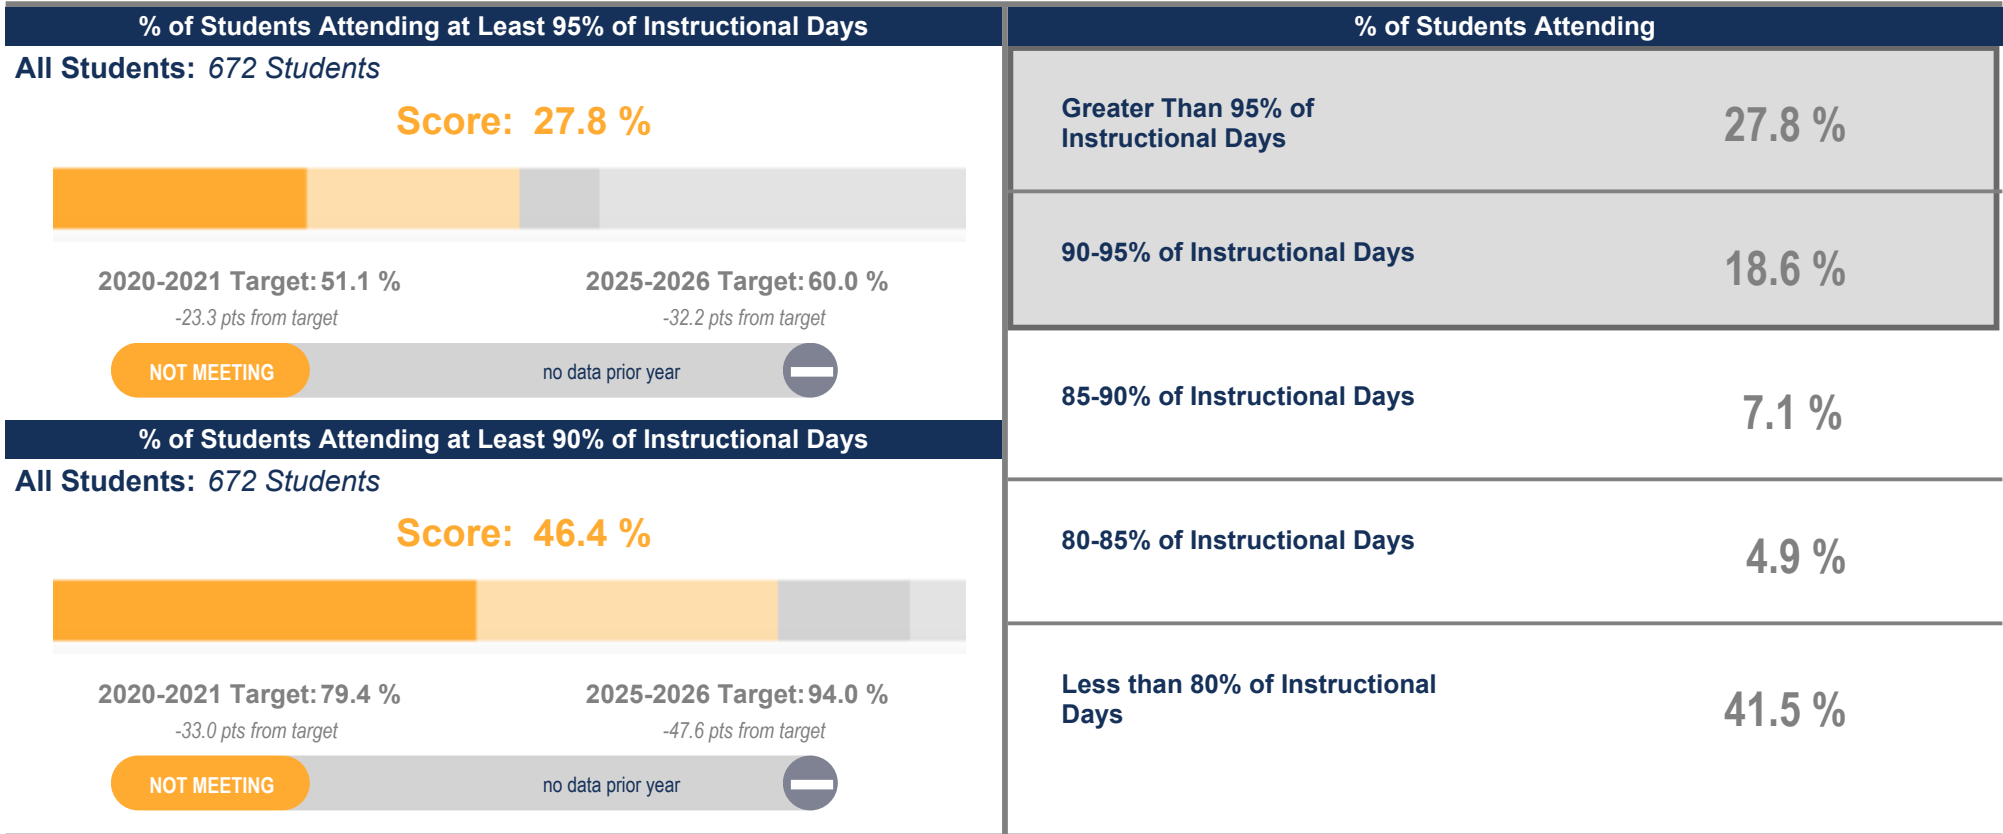 % of Students Attending at Least 95% of Instructional Days
All Students: 672 Students
Score: 27.8 %
2020-2021 Target: 51.1 %
-23.3 pts from target
2025-2026 Target: 60.0 %
-32.2 pts from target
NOT MEETING
no data prior year
% of Students Attending at Least 90% of Instructional Days
All Students: 672 Students
Score: 46.4 %
2020-2021 Target: 79.4 %
-33.0 pts from target
2025-2026 Target: 94.0 %
-47.6 pts from target
NOT MEETING
no data prior year
% of Students Attending
Greater Than 95% of
Instructional Days
27.8 %
90-95% of Instructional Days
18.6 %
85-90% of Instructional Days
7.1 %
80-85% of Instructional Days
4.9 %
Less than 80% of Instructional
Days
41.5 %